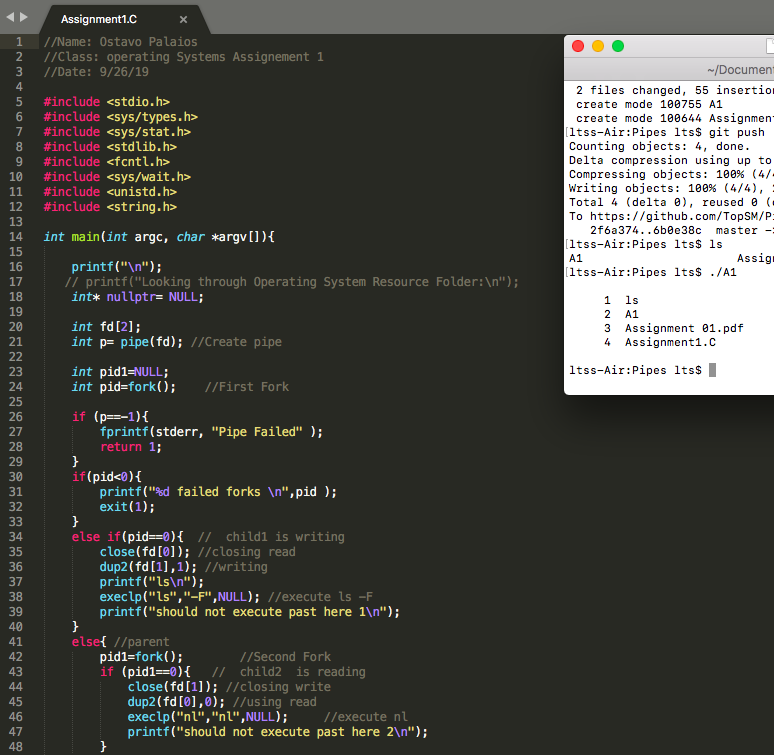 Assignment1.C ×
1 //Name: Ostavo Palaios
2 //Class: operating Systems Assignement 1
3 //Date: 9/26/19
4
5 #include <stdio.h>
6 #include <sys/types.h>
7 #include <sys/stat.h>
8 #include <stdlib.h>
9 #include <fcntl.h>
10 #include <sys/wait.h>
11 #include <unistd.h>
12 #include <string.h>
13
14 int main(int argc, char *argv[]){
15
16     printf("\n");
17    // printf("Looking through Operating System Resource Folder:\n");
18     int* nullptr= NULL;
19
20     int fd[2];
21     int p= pipe(fd); //Create pipe
22
23     int pid1=NULL;
24     int pid=fork();    //First Fork
25
26     if (p==-1){
27         fprintf(stderr, "Pipe Failed" );
28         return 1;
29     }
30     if(pid<0){
31         printf("%d failed forks \n",pid );
32         exit(1);
33     }
34     else if(pid==0){  //  child1 is writing
35         close(fd[0]); //closing read
36         dup2(fd[1],1); //writing
37         printf("ls\n");
38         execlp("ls","-F",NULL); //execute ls -F
39         printf("should not execute past here 1\n");
40     }
41     else{ //parent
42         pid1=fork();        //Second Fork
43         if (pid1==0){   //  child2  is reading
44             close(fd[1]); //closing write
45             dup2(fd[0],0); //using read
46             execlp("nl","nl",NULL);     //execute nl
47             printf("should not execute past here 2\n");
48         }
~/Document
2 files changed, 55 insertion
create mode 100755 A1
create mode 100644 Assignment
[ltss-Air:Pipes lts$ git push
Counting objects: 4, done.
Delta compression using up to
Compressing objects: 100% (4/4
Writing objects: 100% (4/4),
Total 4 (delta 0), reused 0 (
To https://github.com/TopSM/P
   2f6a374..6b0e38c  master -
[ltss-Air:Pipes lts$ ls
A1                      Assign
[ltss-Air:Pipes lts$ ./A1
     1  ls
     2  A1
     3  Assignment 01.pdf
     4  Assignment1.C
ltss-Air:Pipes lts$